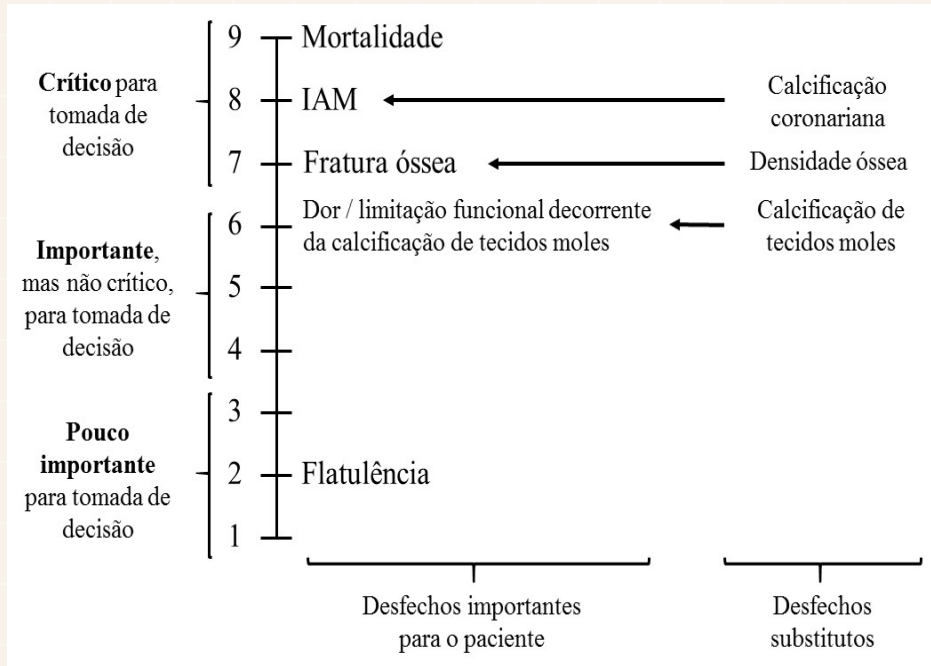 9 Mortalidade
Crítico para
tomada de
decisão
8 IAM
Calcificação
coronariana
7 Fratura óssea
Densidade óssea
6 Dor / limitação funcional decorrente
da calcificação de tecidos moles
Calcificação de
tecidos moles
Importante,
mas não crítico,
para tomada de
decisão
5
4
3
Pouco
importante
para tomada de
decisão
2 Flatulência
1
Desfechos importantes
para o paciente
Desfechos
substitutos